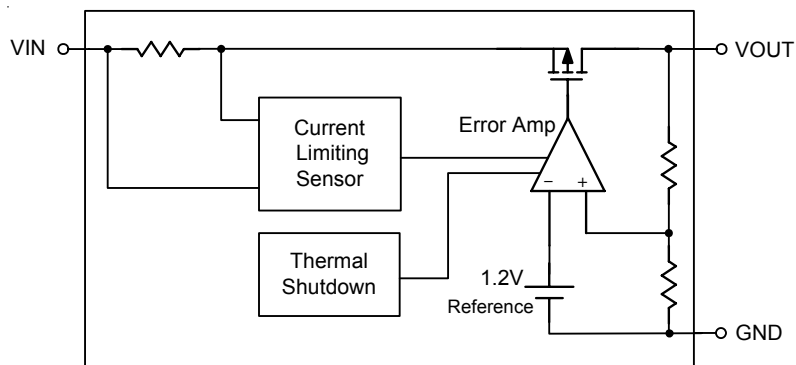 VIN
VOUT
Error Amp
Current
Limiting
Sensor
− +
Thermal
Shutdown
1.2V
Reference
GND